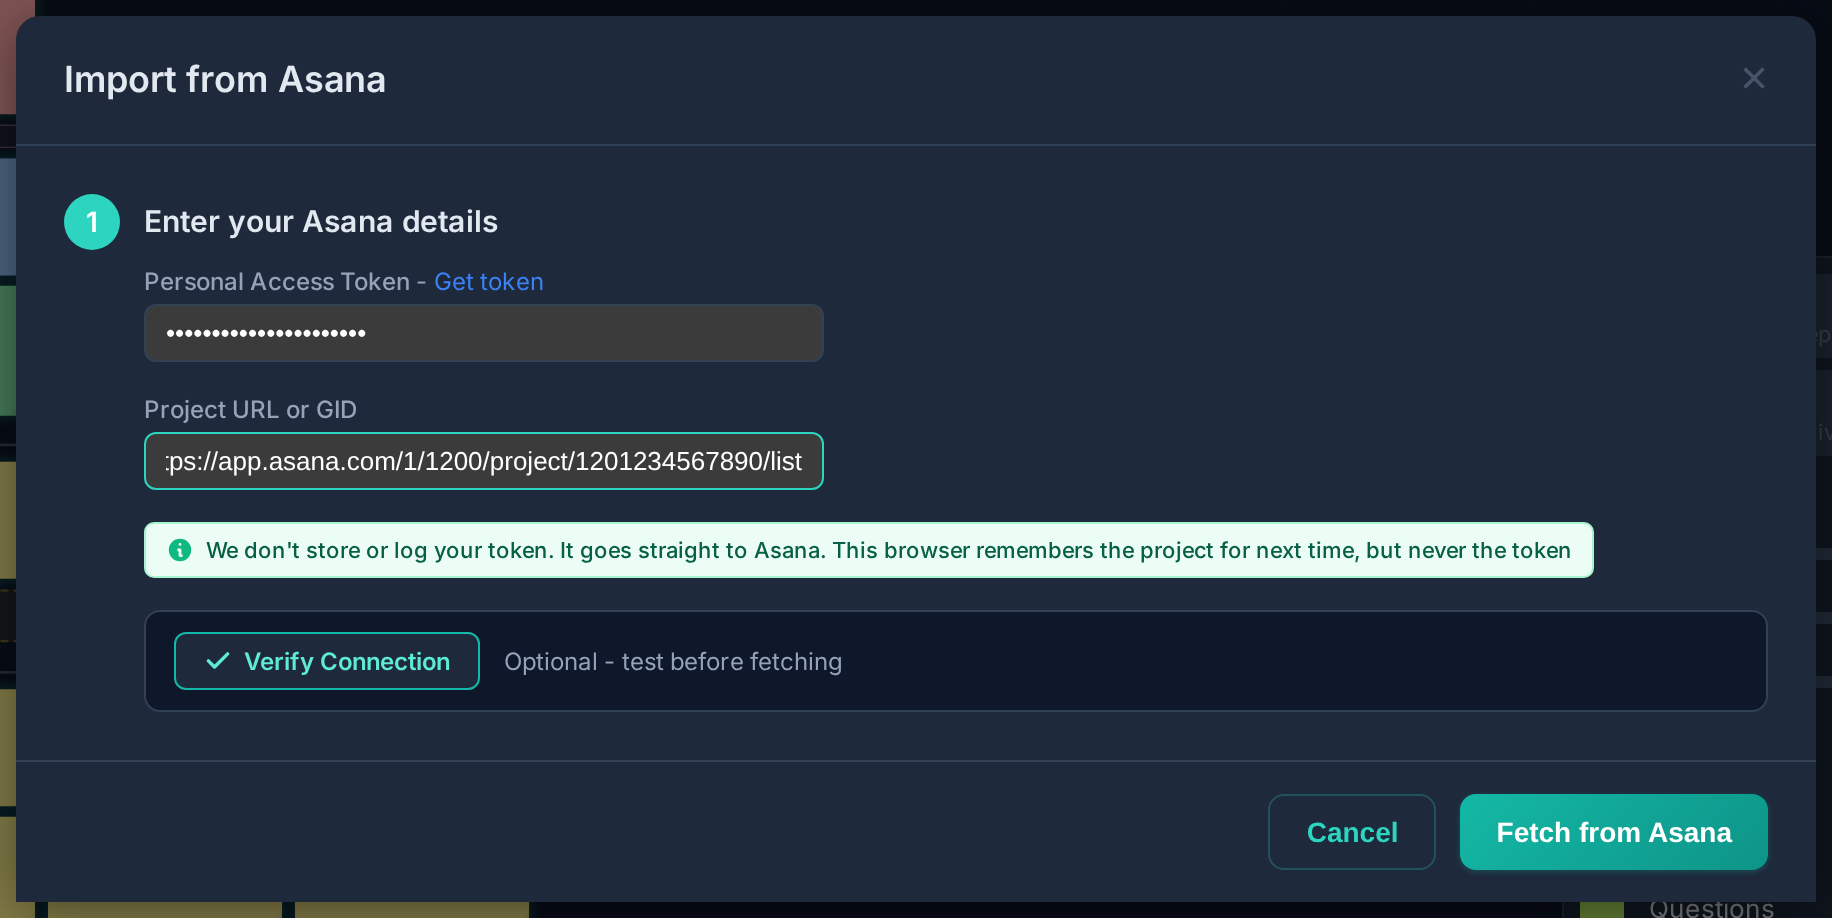 Import from Asana
1
Enter your Asana details
Personal Access Token - Get token
••••••••••••••••••••••
Project URL or GID
tps://app.asana.com/1/1200/project/1201234567890/list
We don't store or log your token. It goes straight to Asana. This browser remembers the project for next time, but never the token
Verify Connection
Optional - test before fetching
Cancel
Fetch from Asana
Questions